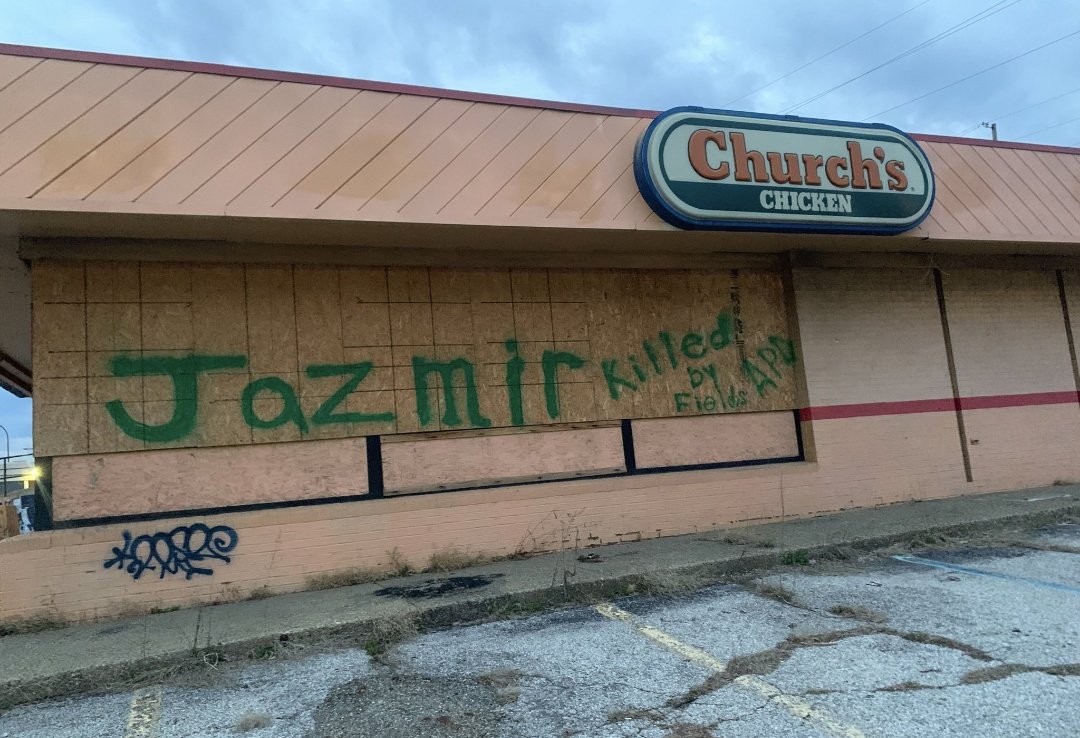 Church's
CHICKEN
Jazmir Killed
by
Fields APD